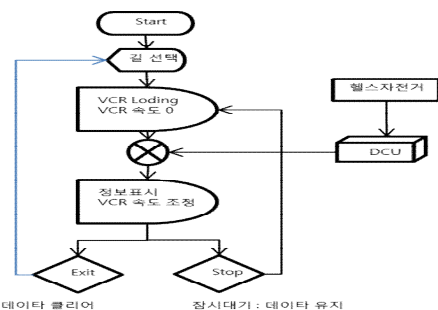 Start
길 선택
VCR Loding
VCR 속도 0
헬스자전거
DCU
정보표시
VCR 속도 조정
Exit
Stop
데이타 클리어
잠시대기 : 데이타 유지